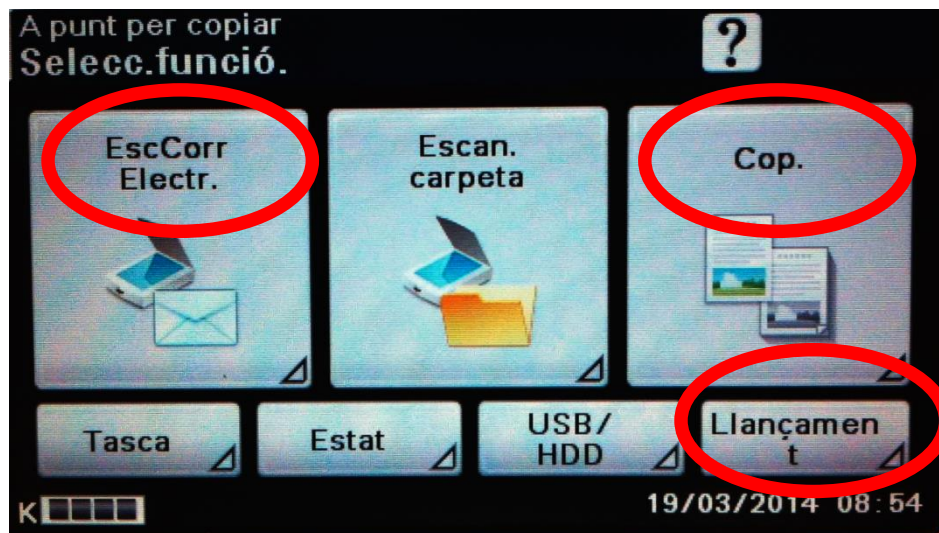 A punt per copiar
Selecc.funció.
?
EscCorr
Electr.
Escan.
carpeta
Cop.
Tasca
Estat
USB/
HDD
Llançamen
t
K
19/03/2014 08:54